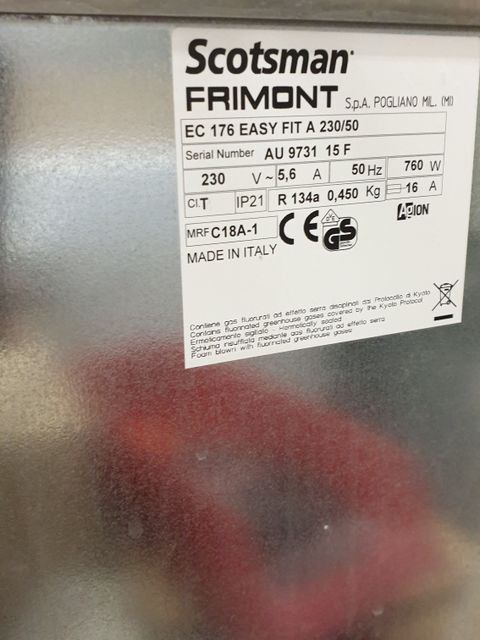 Scotsman
FRIMONT S.p.A. POGLIANO MIL. (MI)
EC 176 EASY FIT A 230/50
Serial Number AU 9731 15 F
230 V ~ 5,6 A 50 Hz 760 W
Cl.T IP21 R 134a 0,450 Kg 16 A
MRF C18A-1 CE GS AgION
MADE IN ITALY
Contiene gas fluorurati ad effetto serra disciplinati dal Protocollo di Kyoto
Contains fluorinated greenhouse gases covered by the Kyoto Protocol
Ermeticamente sigillato - Hermetically sealed
Schiuma insufflata mediante gas fluorurati ad effetto serra
Foam blown with fluorinated greenhouse gases